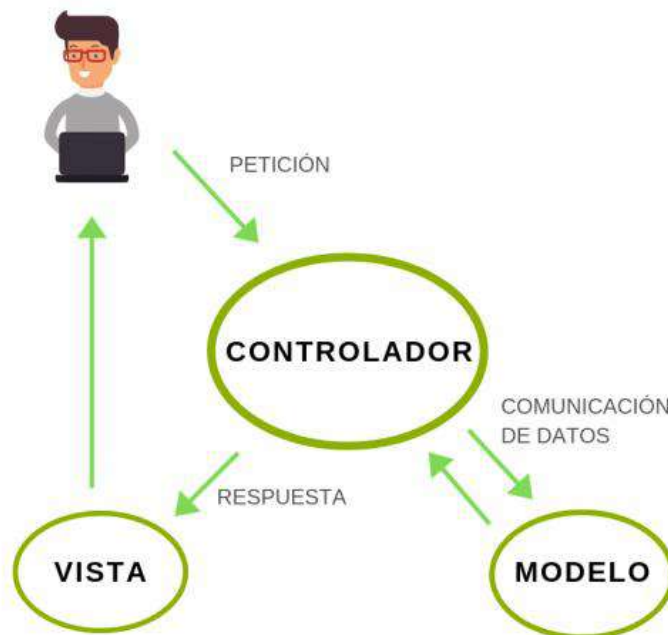 PETICIÓN
CONTROLADOR
COMUNICACIÓN
DE DATOS
RESPUESTA
VISTA
MODELO